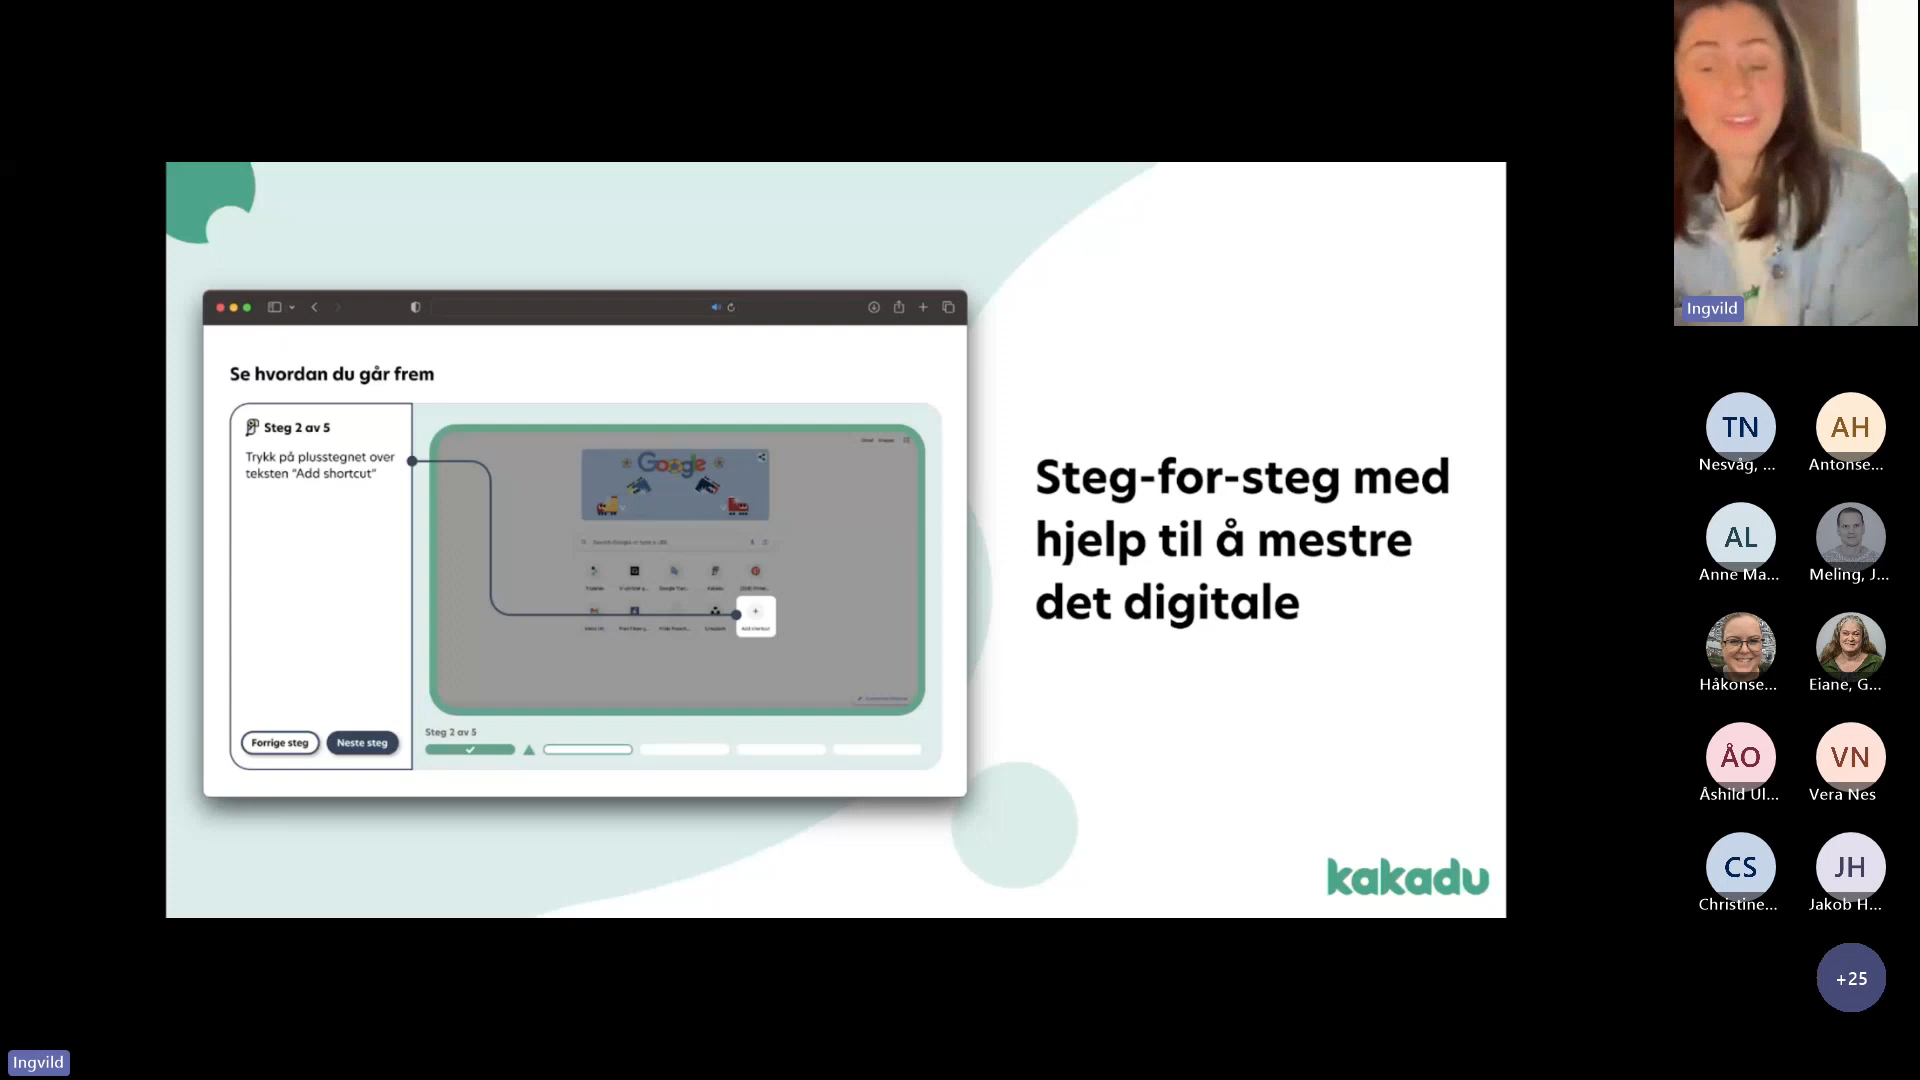 Se hvordan du går frem
Steg 2 av 5
Trykk på plusstegnet over
teksten "Add shortcut"
Forrige steg
Neste steg
Google
Add shortcut
Steg 2 av 5
Steg-for-steg med
hjelp til å mestre
det digitale
kakadu
Ingvild
TN
Nesvåg, ...
AH
Antonse...
AL
Anne Ma...
Meling, J...
Håkonse...
Eiane, G...
ÅO
Åshild Ul...
VN
Vera Nes
CS
Christine...
JH
Jakob H...
+25
Ingvild